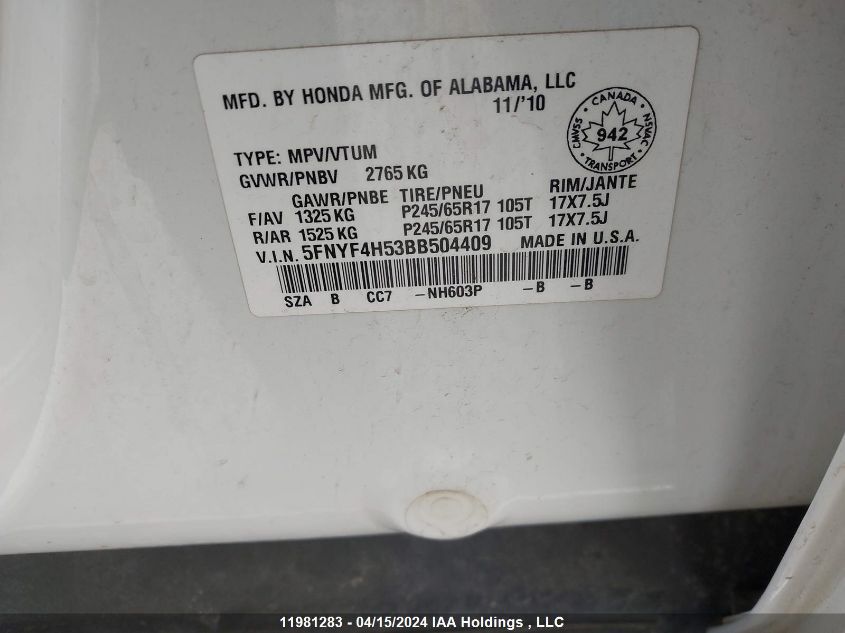 MFD. BY HONDA MFG. OF ALABAMA, LLC
11/'10
CANADA
CMVSS
942
NSVAC
TRANSPORT
TYPE: MPV/VTUM
GVWR/PNBV 2765 KG
GAWR/PNBE TIRE/PNEU RIM/JANTE
F/AV 1325 KG P245/65R17 105T 17X7.5J
R/AR 1525 KG P245/65R17 105T 17X7.5J
V.I.N. 5FNYF4H53BB504409 MADE IN U.S.A.
SZA B CC7 -NH603P -B -B
11981283 - 04/15/2024 IAA Holdings , LLC